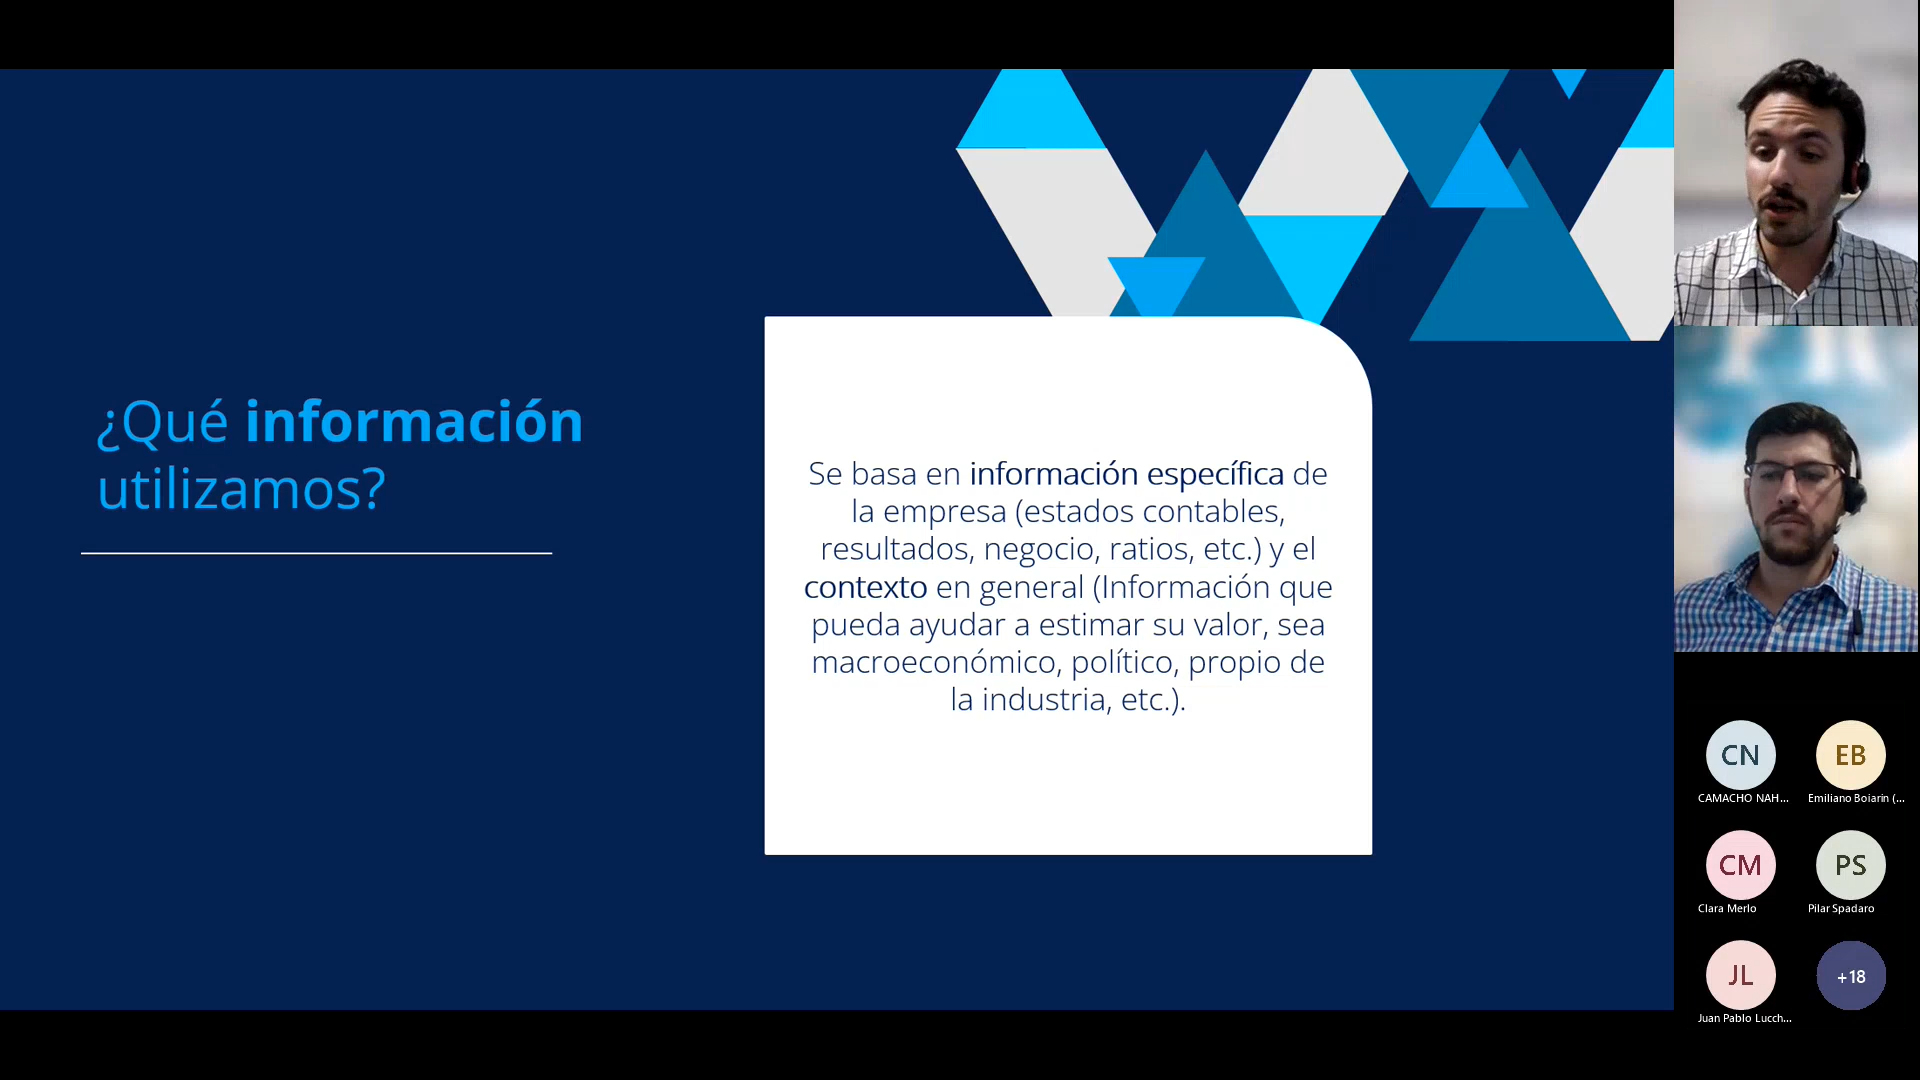 ¿Qué información
utilizamos?
Se basa en información específica de
la empresa (estados contables,
resultados, negocio, ratios, etc.) y el
contexto en general (Información que
pueda ayudar a estimar su valor, sea
macroeconómico, político, propio de
la industria, etc.).
CN
EB
CAMACHO NAH...
Emiliano Boiarin (...
CM
PS
Clara Merlo
Pilar Spadaro
JL
+18
Juan Pablo Lucch...